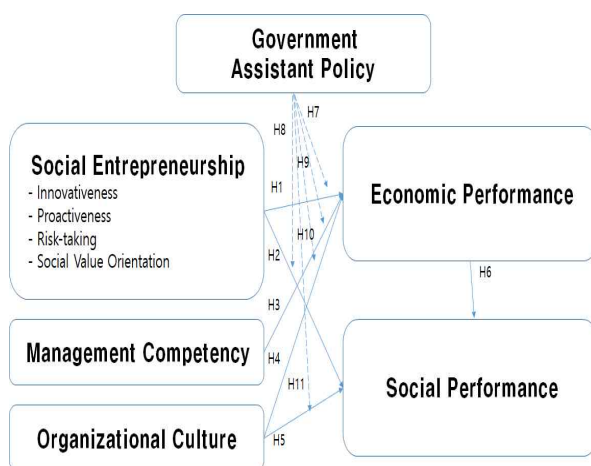 Government
Assistant Policy
H7
H8
Social Entrepreneurship
- Innovativeness
- Proactiveness
- Risk-taking
- Social Value Orientation
H9
H1
Economic Performance
H10
H2
H6
H3
Management Competency
H4
H11
Social Performance
Organizational Culture
H5